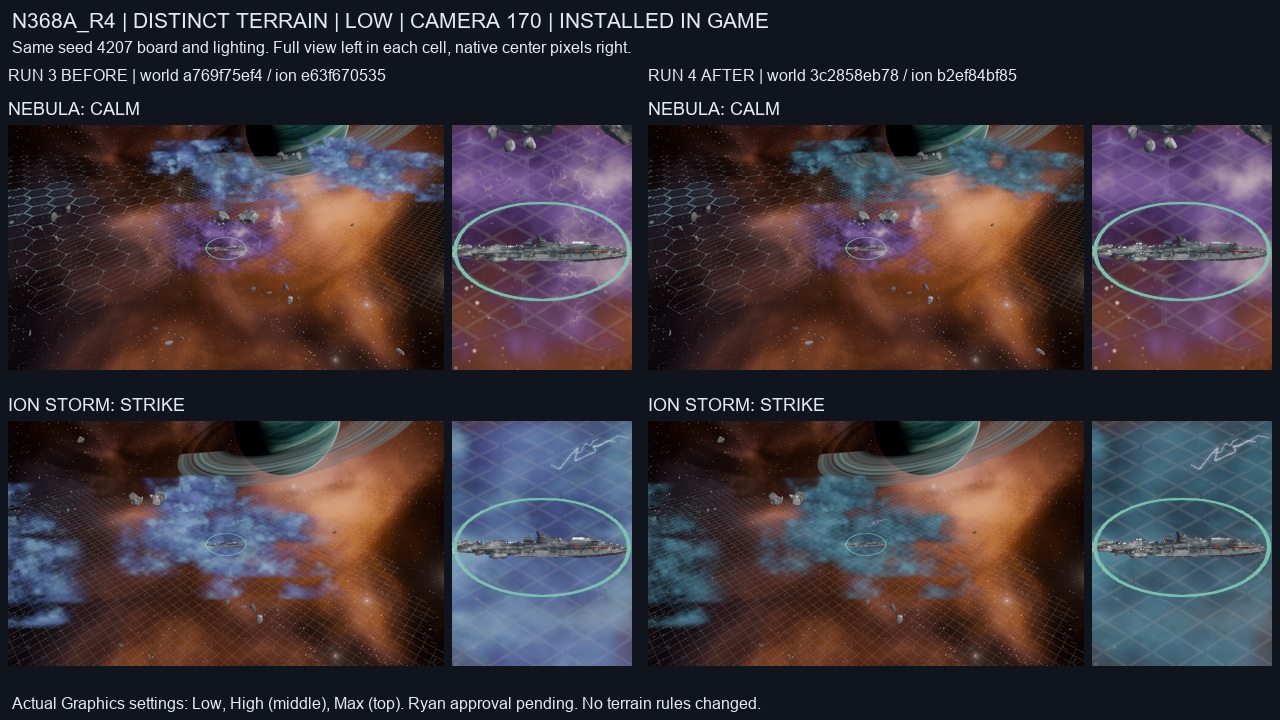 N368A_R4 | DISTINCT TERRAIN | LOW | CAMERA 170 | INSTALLED IN GAME
Same seed 4207 board and lighting. Full view left in each cell, native center pixels right.
RUN 3 BEFORE | world a769f75ef4 / ion e63f670535
RUN 4 AFTER | world 3c2858eb78 / ion b2ef84bf85
NEBULA: CALM
NEBULA: CALM
ION STORM: STRIKE
ION STORM: STRIKE
Actual Graphics settings: Low, High (middle), Max (top). Ryan approval pending. No terrain rules changed.